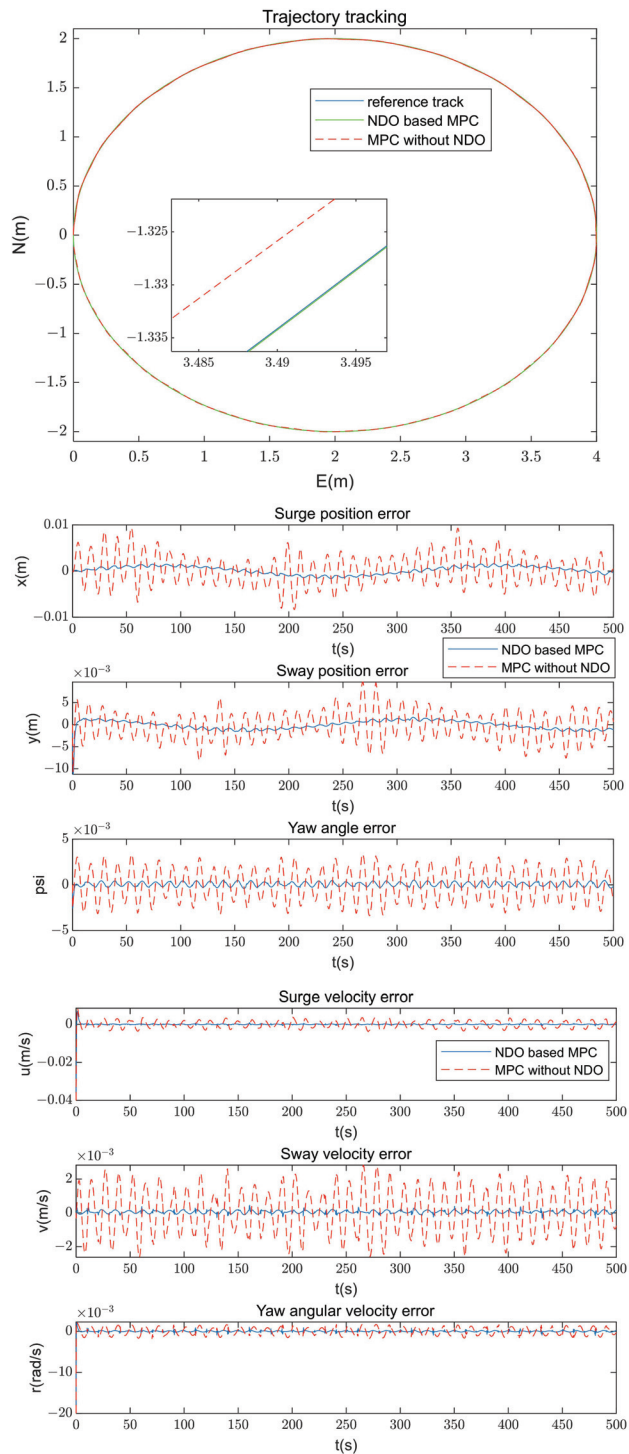 Trajectory tracking
2
1.5
1
0.5
0
−0.5
−1
−1.5
−2
N(m)
reference track
NDO based MPC
MPC without NDO
−1.325
−1.33
−1.335
3.485 3.49 3.495
0 0.5 1 1.5 2 2.5 3 3.5 4
E(m)
Surge position error
0.01
0
−0.01
x(m)
0 50 100 150 200 250 300 350 400 450 500
t(s)
NDO based MPC
MPC without NDO
×10⁻³ Sway position error
5
0
−5
−10
y(m)
0 50 100 150 200 250 300 350 400 450 500
t(s)
×10⁻³ Yaw angle error
5
0
−5
psi
0 50 100 150 200 250 300 350 400 450 500
t(s)
Surge velocity error
0
−0.02
−0.04
u(m/s)
NDO based MPC
MPC without NDO
0 50 100 150 200 250 300 350 400 450 500
t(s)
×10⁻³ Sway velocity error
2
0
−2
v(m/s)
0 50 100 150 200 250 300 350 400 450 500
t(s)
×10⁻³ Yaw angular velocity error
0
−10
−20
r(rad/s)
0 50 100 150 200 250 300 350 400 450 500
t(s)